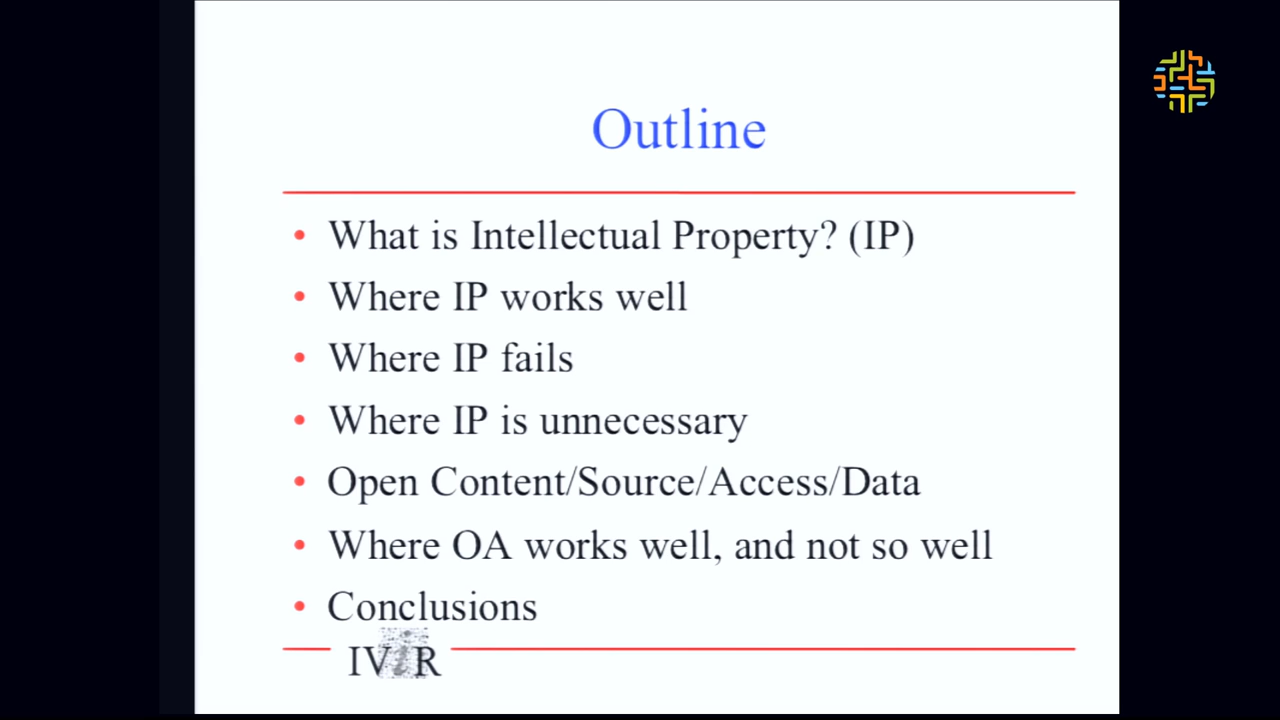 Outline
• What is Intellectual Property? (IP)
• Where IP works well
• Where IP fails
• Where IP is unnecessary
• Open Content/Source/Access/Data
• Where OA works well, and not so well
• Conclusions
IViR